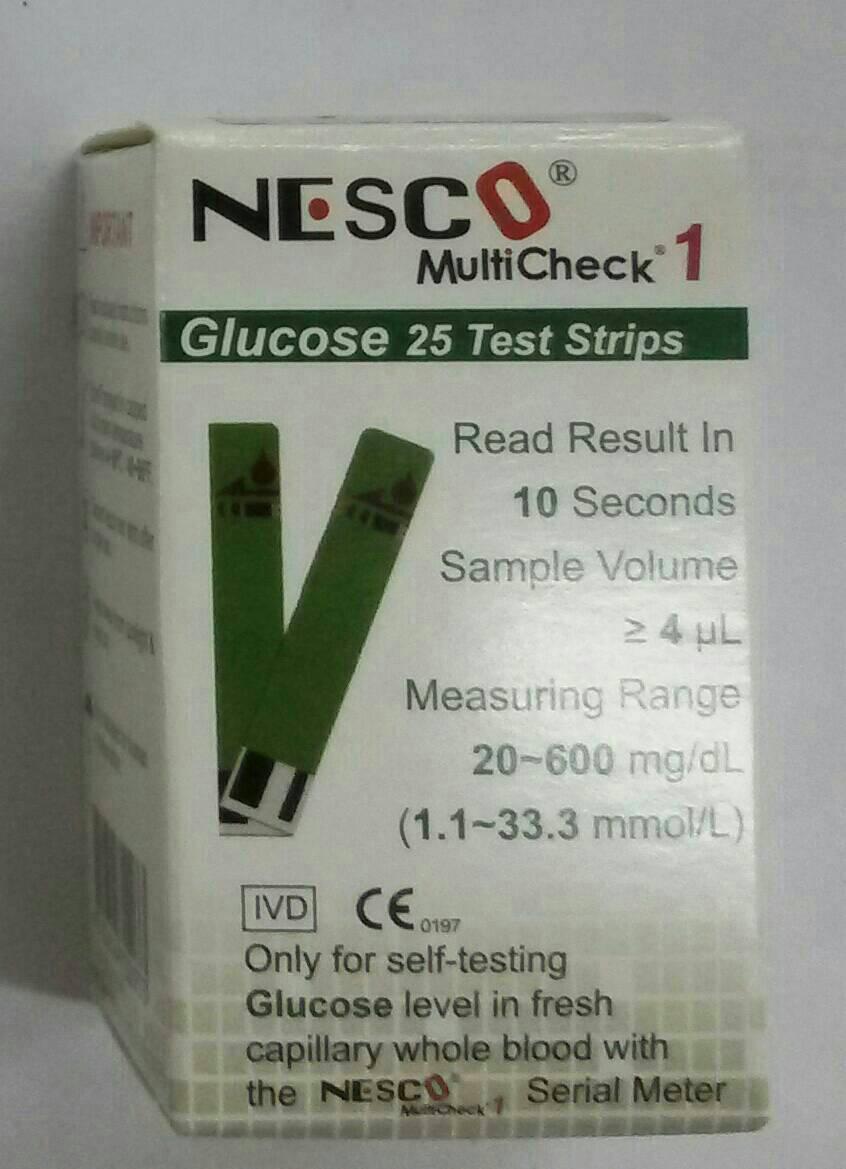 NESCO®
MultiCheck® 1
Glucose 25 Test Strips
Read Result In
10 Seconds
Sample Volume
≥ 4 µL
Measuring Range
20~600 mg/dL
(1.1~33.3 mmol/L)
IVD CE 0197
Only for self-testing
Glucose level in fresh
capillary whole blood with
the NESCO® Serial Meter
MultiCheck® 1
IMPORTANT